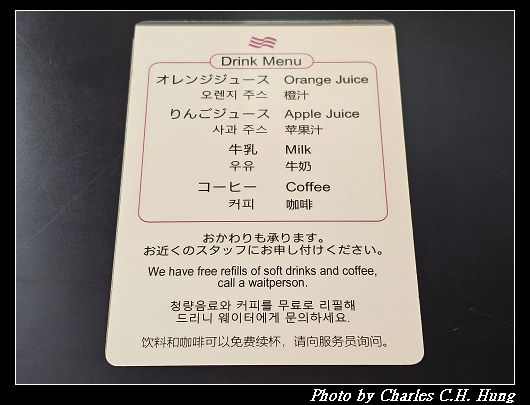 Drink Menu
オレンジジュース Orange Juice
오렌지 주스 橙汁
りんごジュース Apple Juice
사과 주스 苹果汁
牛乳 Milk
우유 牛奶
コーヒー Coffee
커피 咖啡
おかわりも承ります。
お近くのスタッフにお申し付けください。
We have free refills of soft drinks and coffee,
call a waitperson.
청량음료와 커피를 무료로 리필해
드리니 웨이터에게 문의하세요.
饮料和咖啡可以免费续杯，请向服务员询问。
Photo by Charles C.H. Hung